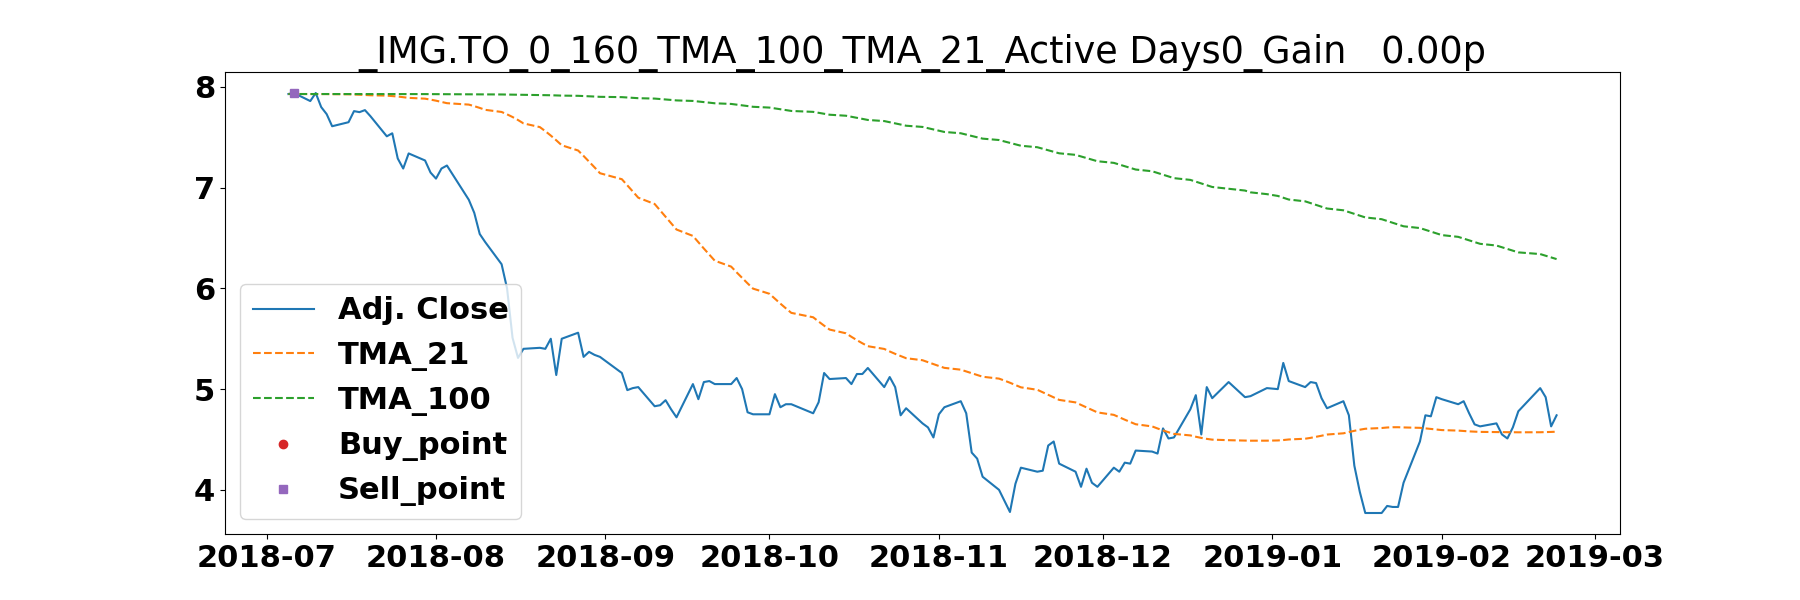 _IMG.TO_0_160_TMA_100_TMA_21_Active Days0_Gain   0.00p
8
7
6
5
4
Adj. Close
TMA_21
TMA_100
Buy_point
Sell_point
2018-07 2018-08 2018-09 2018-10 2018-11 2018-12 2019-01 2019-02 2019-03